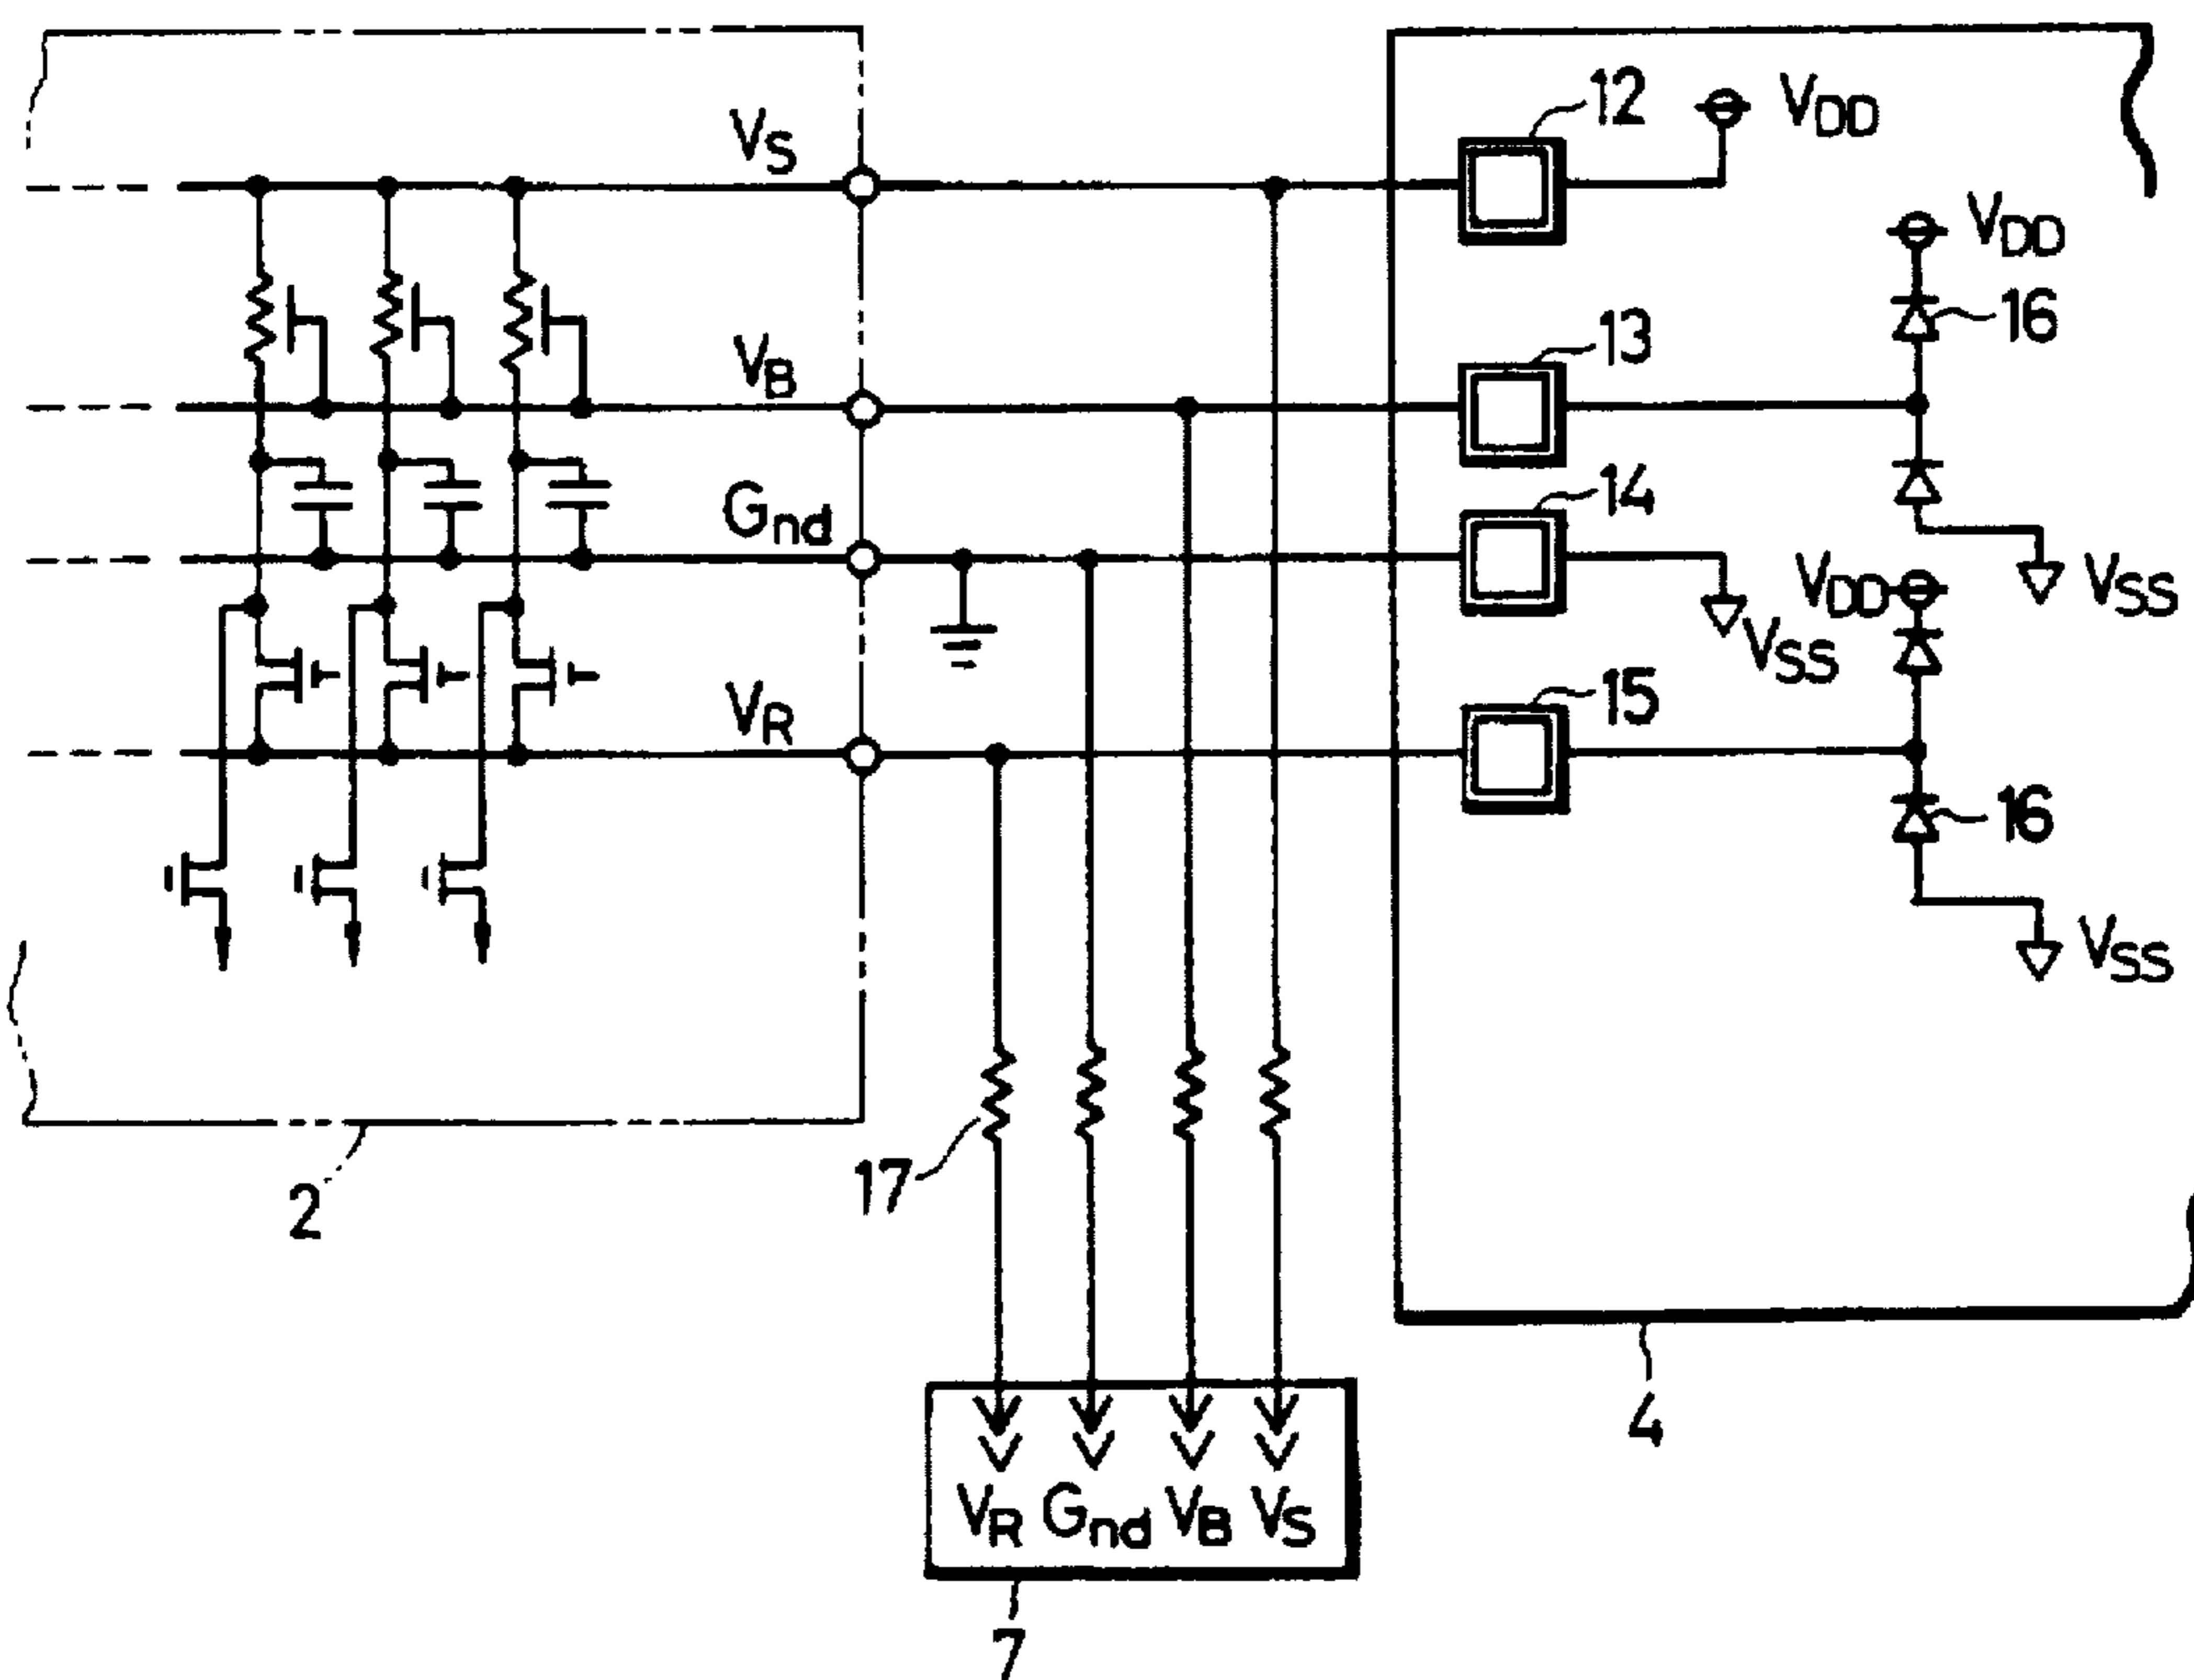 12
V_DD
V_S
V_DD
16
13
V_B
14
G_nd
V_DD
V_SS
V_SS
15
V_R
16
V_SS
17
2
4
V_R G_nd V_B V_S
7